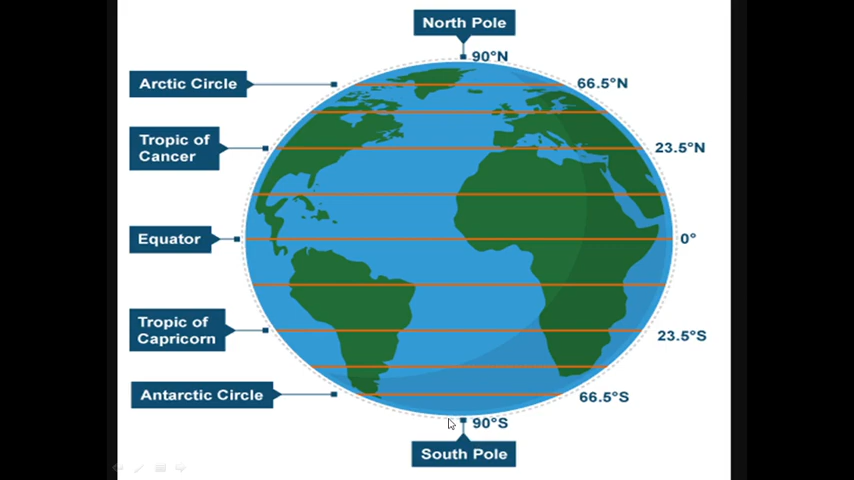 North Pole
90°N
Arctic Circle
66.5°N
Tropic of
Cancer
23.5°N
Equator
0°
Tropic of
Capricorn
23.5°S
Antarctic Circle
66.5°S
90°S
South Pole